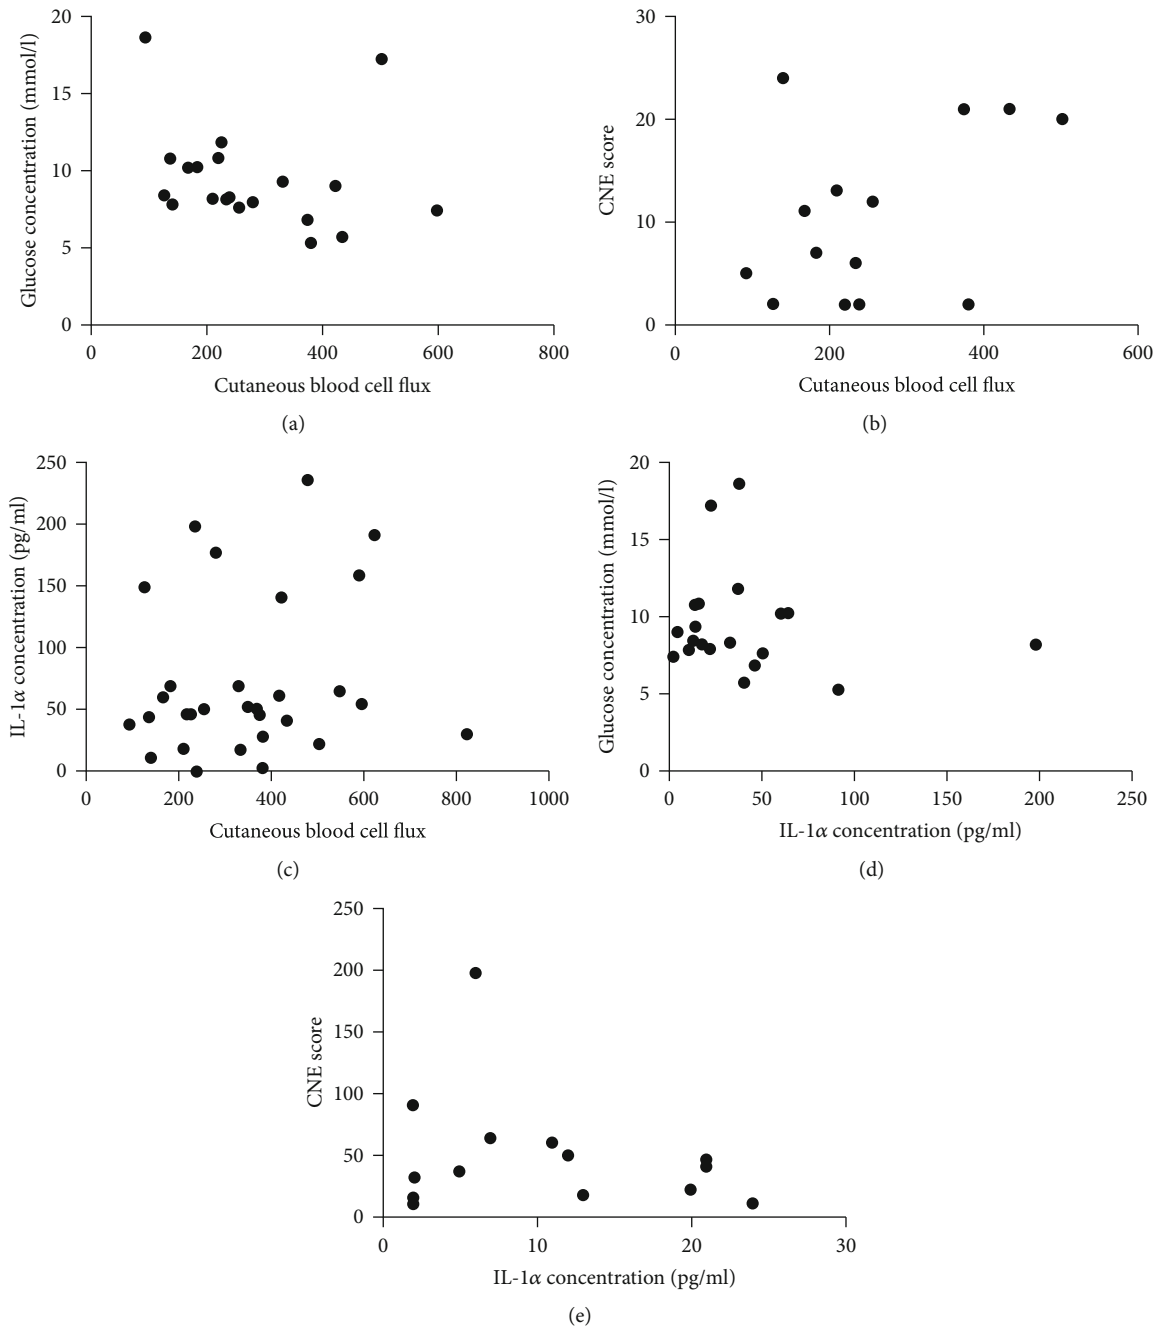 20
15
10
5
0
Glucose concentration (mmol/l)
0 200 400 600 800
Cutaneous blood cell flux
(a)
30
20
10
0
CNE score
0 200 400 600
Cutaneous blood cell flux
(b)
250
200
150
100
50
0
IL-1α concentration (pg/ml)
0 200 400 600 800 1000
Cutaneous blood cell flux
(c)
20
15
10
5
0
Glucose concentration (mmol/l)
0 50 100 150 200 250
IL-1α concentration (pg/ml)
(d)
250
200
150
100
50
0
CNE score
0 10 20 30
IL-1α concentration (pg/ml)
(e)